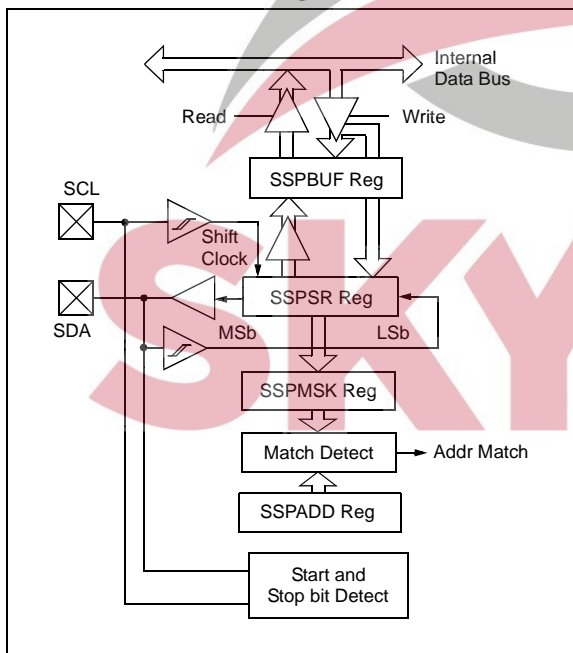 Internal
Data Bus
Read
Write
SSPBUF Reg
SCL
Shift
Clock
SSPSR Reg
SDA
MSb
LSb
SSPMSK Reg
Match Detect
Addr Match
SSPADD Reg
Start and
Stop bit Detect
SKY